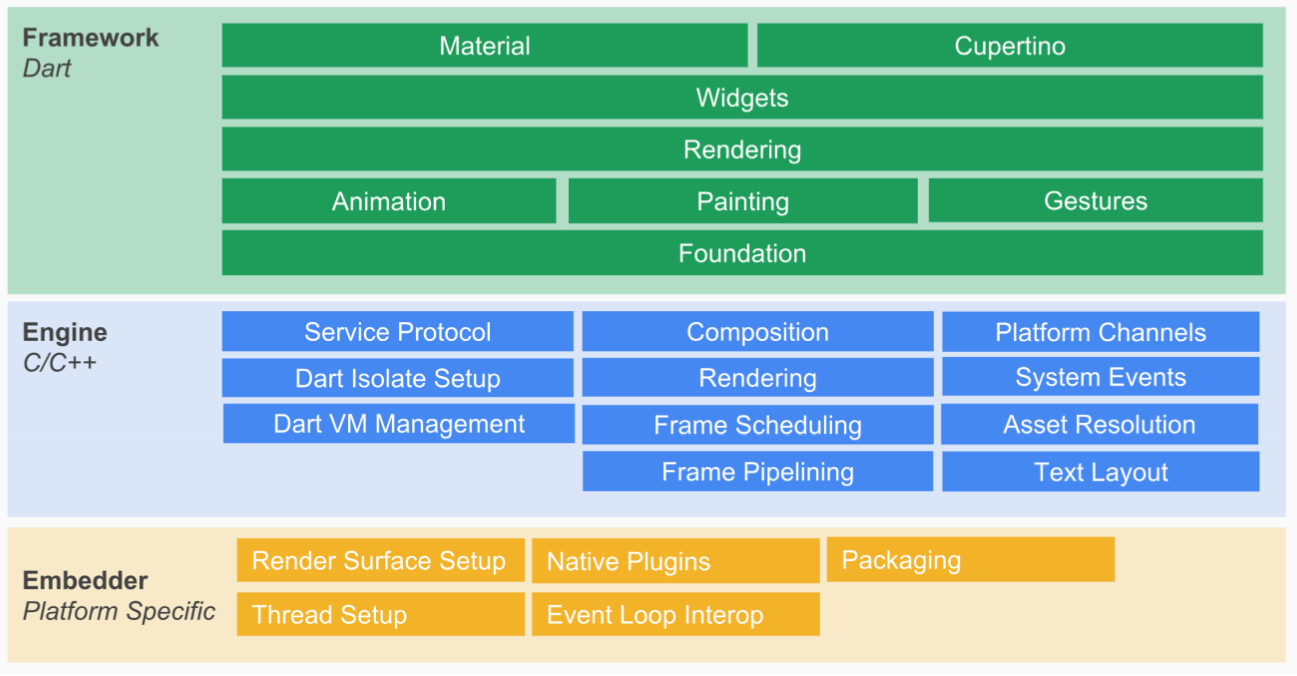 Framework
Dart
Material
Cupertino
Widgets
Rendering
Animation
Painting
Gestures
Foundation
Engine
C/C++
Service Protocol
Composition
Platform Channels
Dart Isolate Setup
Rendering
System Events
Dart VM Management
Frame Scheduling
Asset Resolution
Frame Pipelining
Text Layout
Embedder
Platform Specific
Render Surface Setup
Native Plugins
Packaging
Thread Setup
Event Loop Interop